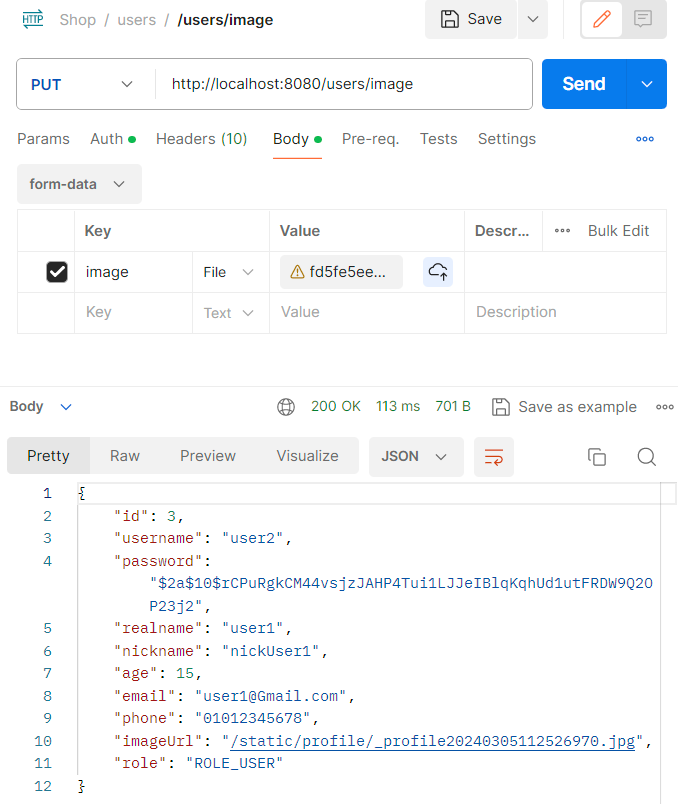 HTTP Shop / users / /users/image Save
PUT http://localhost:8080/users/image Send
Params Auth Headers (10) Body Pre-req. Tests Settings
form-data
Key Value Descr... Bulk Edit
image File fd5fe5ee...
Key Text Value Description
Body 200 OK 113 ms 701 B Save as example
Pretty Raw Preview Visualize JSON
1 {
2 "id": 3,
3 "username": "user2",
4 "password":
"$2a$10$rCPuRgkCM44vsjzJAHP4Tui1LJJeIBlqKqhUd1utFRDW9Q2O
P23j2",
5 "realname": "user1",
6 "nickname": "nickUser1",
7 "age": 15,
8 "email": "user1@Gmail.com",
9 "phone": "01012345678",
10 "imageUrl": "/static/profile/_profile20240305112526970.jpg",
11 "role": "ROLE_USER"
12 }